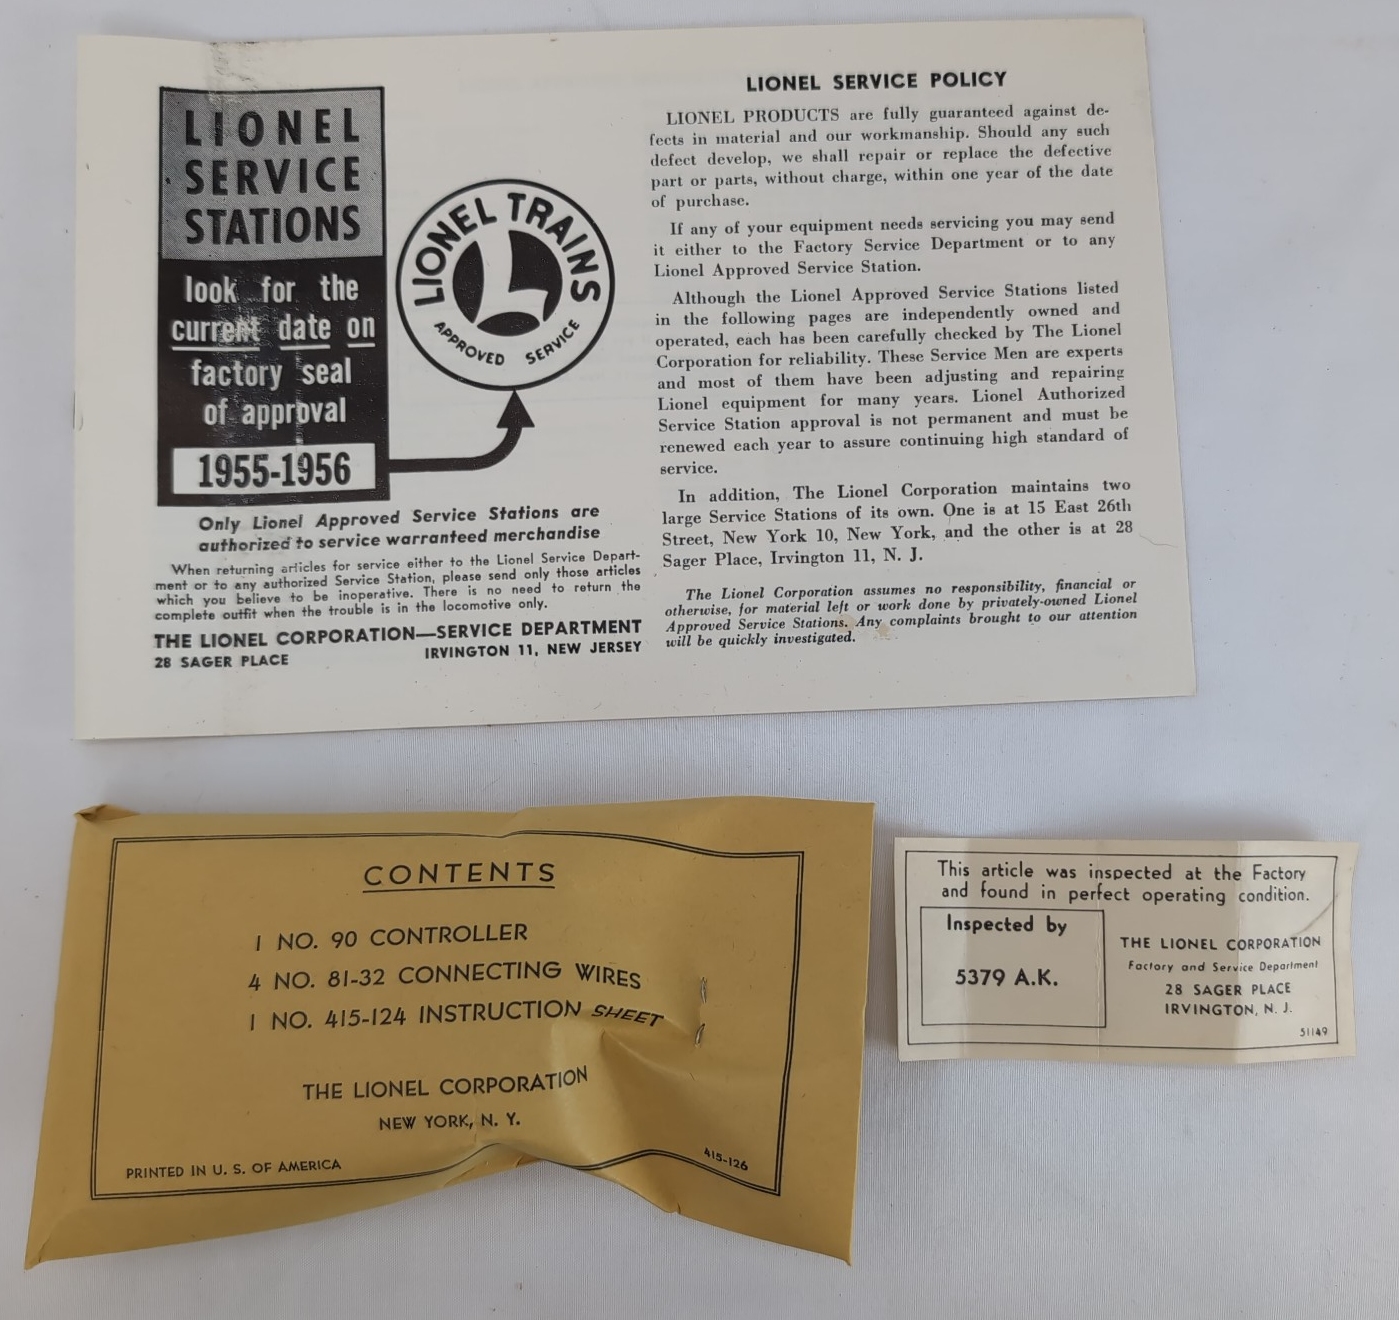 LIONEL
SERVICE
STATIONS
look for the
current date on
factory seal
of approval
1955-1956
LIONEL TRAINS
L
APPROVED SERVICE
Only Lionel Approved Service Stations are
authorized to service warranteed merchandise
When returning articles for service either to the Lionel Service Depart-
ment or to any authorized Service Station, please send only those articles
which you believe to be inoperative. There is no need to return the
complete outfit when the trouble is in the locomotive only.
THE LIONEL CORPORATION—SERVICE DEPARTMENT
28 SAGER PLACE IRVINGTON 11, NEW JERSEY
LIONEL SERVICE POLICY
LIONEL PRODUCTS are fully guaranteed against de-
fects in material and our workmanship. Should any such
defect develop, we shall repair or replace the defective
part or parts, without charge, within one year of the date
of purchase.
If any of your equipment needs servicing you may send
it either to the Factory Service Department or to any
Lionel Approved Service Station.
Although the Lionel Approved Service Stations listed
in the following pages are independently owned and
operated, each has been carefully checked by The Lionel
Corporation for reliability. These Service Men are experts
and most of them have been adjusting and repairing
Lionel equipment for many years. Lionel Authorized
Service Station approval is not permanent and must be
renewed each year to assure continuing high standard of
service.
In addition, The Lionel Corporation maintains two
large Service Stations of its own. One is at 15 East 26th
Street, New York 10, New York, and the other is at 28
Sager Place, Irvington 11, N. J.
The Lionel Corporation assumes no responsibility, financial or
otherwise, for material left or work done by privately-owned Lionel
Approved Service Stations. Any complaints brought to our attention
will be quickly investigated.
CONTENTS
1 NO. 90 CONTROLLER
4 NO. 81-32 CONNECTING WIRES
1 NO. 415-124 INSTRUCTION SHEET
THE LIONEL CORPORATION
NEW YORK, N. Y.
PRINTED IN U. S. OF AMERICA
415-126
This article was inspected at the Factory
and found in perfect operating condition.
Inspected by
5379 A.K.
THE LIONEL CORPORATION
Factory and Service Department
28 SAGER PLACE
IRVINGTON, N. J.
51149